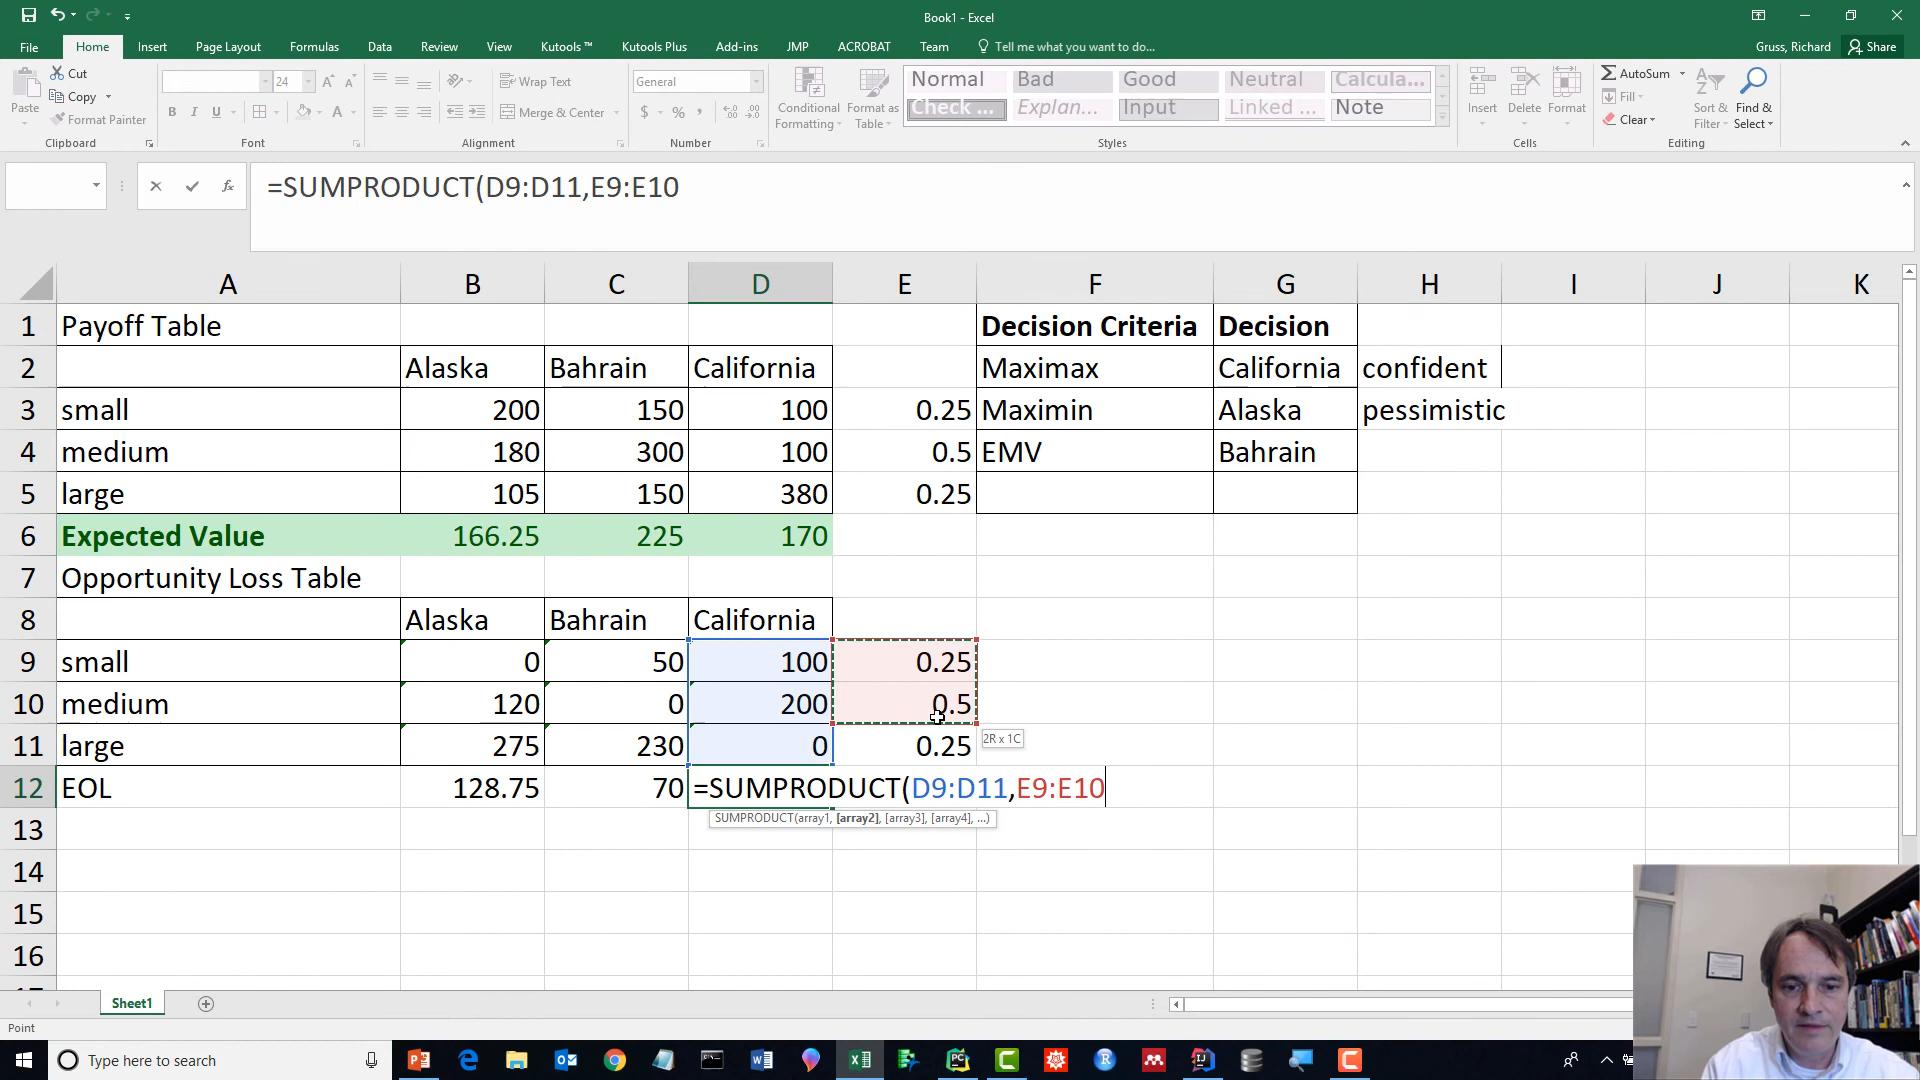 Book1 - Excel
File Home Insert Page Layout Formulas Data Review View Kutools ™ Kutools Plus Add-ins JMP ACROBAT Team Tell me what you want to do... Gruss, Richard Share
Paste
Cut
Copy
Format Painter
Clipboard
24 A A
B I U A
Font
Wrap Text
Merge & Center
Alignment
General
$ % ,
Number
Conditional Formatting
Format as Table
Normal Bad Good Neutral Calcula...
Check ... Explan... Input Linked ... Note
Styles
Insert Delete Format
Cells
AutoSum
Fill
Clear
Sort & Filter
Find & Select
Editing
fx =SUMPRODUCT(D9:D11,E9:E10
A B C D E F G H I J K
1 Payoff Table Decision Criteria Decision
2 Alaska Bahrain California Maximax California confident
3 small 200 150 100 0.25 Maximin Alaska pessimistic
4 medium 180 300 100 0.5 EMV Bahrain
5 large 105 150 380 0.25
6 Expected Value 166.25 225 170
7 Opportunity Loss Table
8 Alaska Bahrain California
9 small 0 50 100 0.25
10 medium 120 0 200 0.5
11 large 275 230 0 0.25
2R x 1C
12 EOL 128.75 70 =SUMPRODUCT(D9:D11,E9:E10
SUMPRODUCT(array1, [array2], [array3], [array4], ...)
13
14
15
16
Sheet1
Point
Type here to search